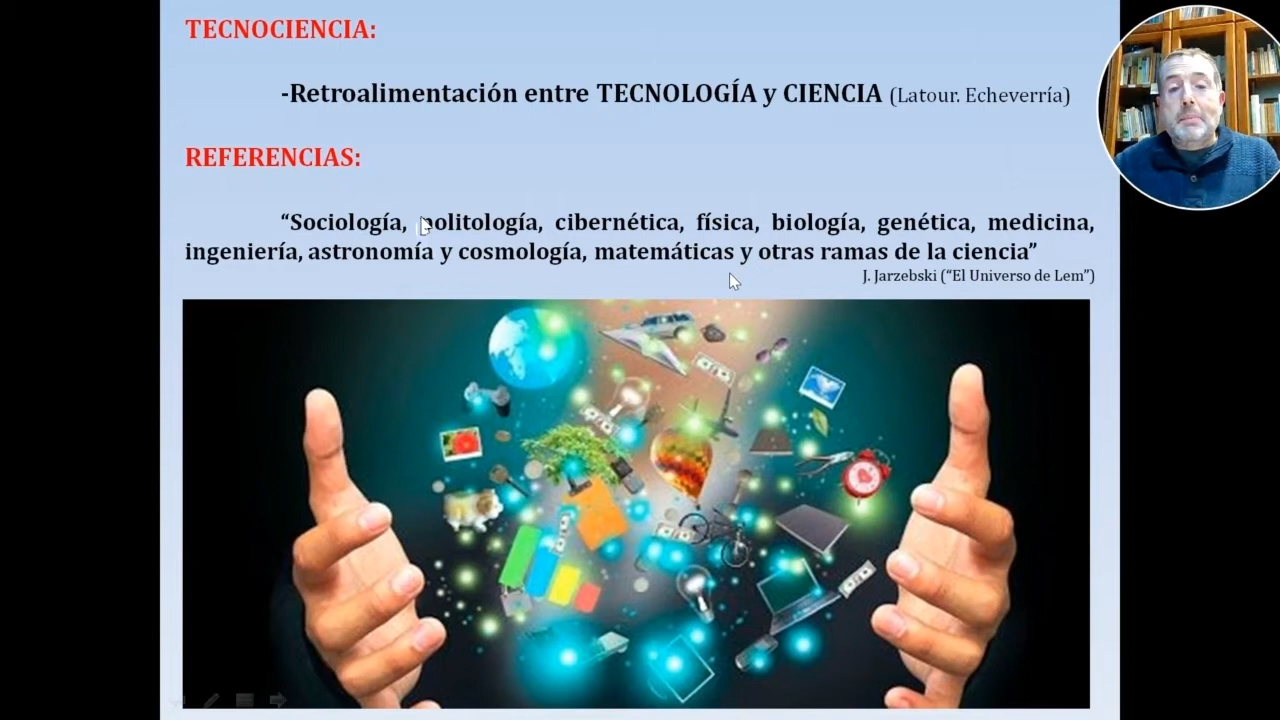 TECNOCIENCIA:
-Retroalimentación entre TECNOLOGÍA y CIENCIA (Latour. Echeverría)
REFERENCIAS:
“Sociología, politología, cibernética, física, biología, genética, medicina,
ingeniería, astronomía y cosmología, matemáticas y otras ramas de la ciencia”
J. Jarzebski (“El Universo de Lem”)